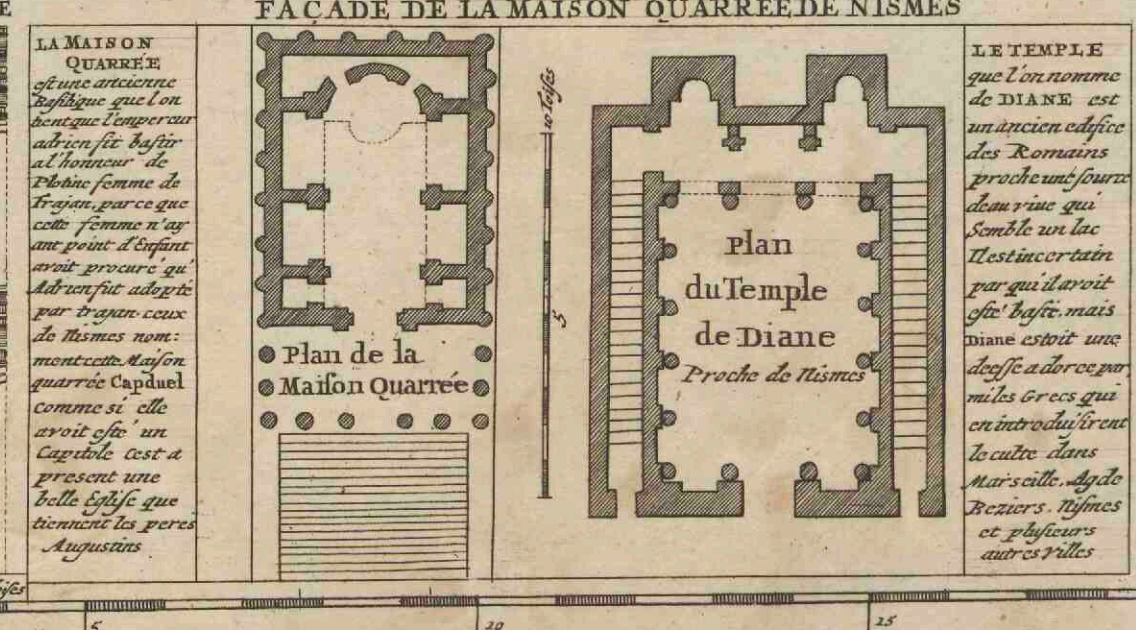 FAÇADE DE LA MAISON QUARRÉE DE NISMES
LA MAISON
QUARRÉE
est une ancienne
Basilique que l'on
tient que l'empereur
adrien fit bastir
a l'honneur de
Plotine femme de
Trajan, parce que
cette femme n'ay
ant point d'Enfant
avoit procuré qu'
Adrien fut adopté
par trajan ceux
de Nismes nom:
ment cette Maison
quarrée Capduel
comme si elle
avoit esté un
Capitole c'est a
present une
belle Eglise que
tiennent les peres
Augustins
Plan de la
Maison Quarrée
10 Toises
5
Plan
du Temple
de Diane
Proche de Nismes
LE TEMPLE
que l'on nomme
de DIANE est
un ancien edifice
des Romains
proche une source
d'eau vive qui
Semble un lac
Il est incertain
par qui il avoit
esté basti. mais
Diane estoit une
deesse adorée par
miles Grecs qui
en introduisirent
le culte dans
Marseille. Agde
Beziers. Nismes
et plusieurs
autres villes
5
10
15